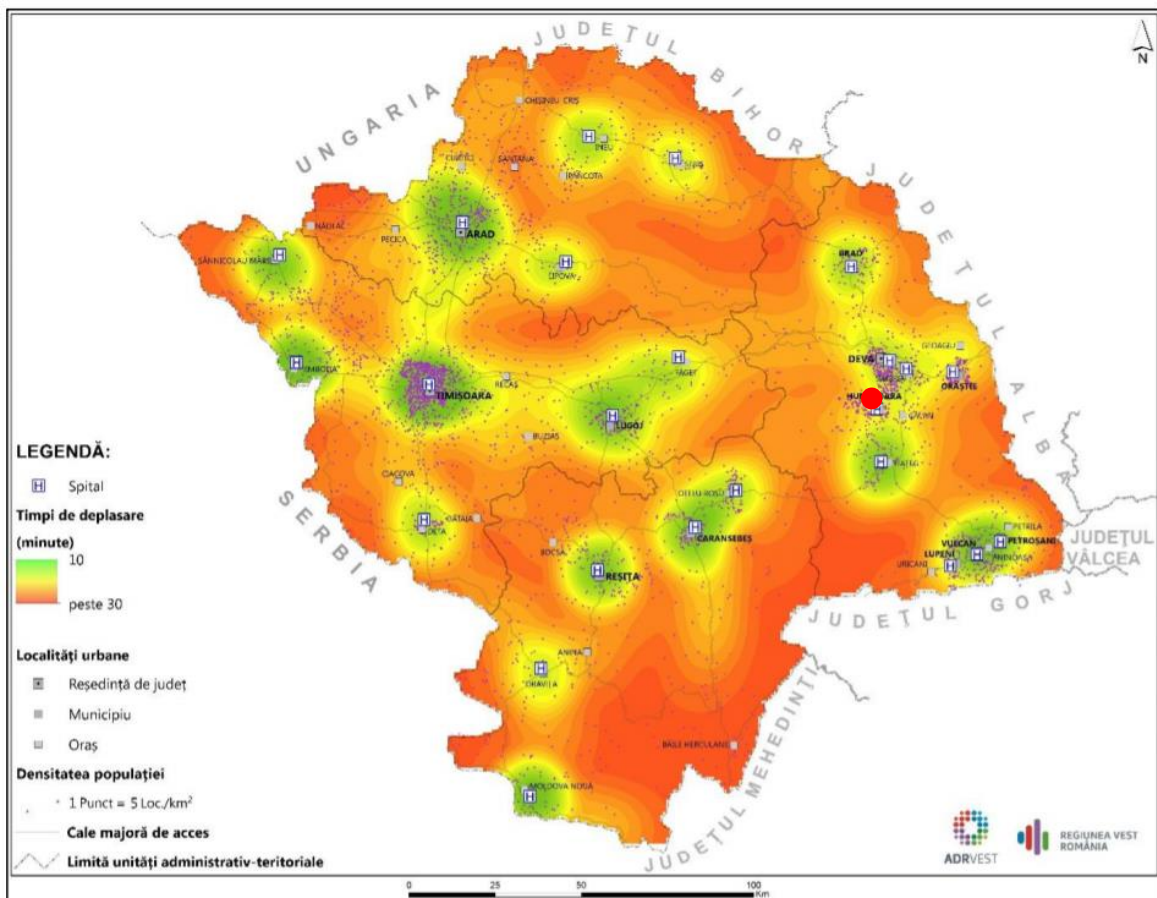 JUDEȚUL BIHOR
UNGARIA
N
CHIȘINEU CRIȘ
INEU
CURTICI
SÂNTANA
PÂNCOTA
JUDEȚUL ALBA
NĂDLAC
PECICA
ARAD
SÂNNICOLAU MARE
LIPOVA
BRAD
GEOAGIU
DEVA
ORĂȘTIE
JIMBOLIA
RECAȘ
TIMIȘOARA
LUGOJ
BUZIAȘ
HAȚEG
CIACOVA
OȚELU ROȘU
SERBIA
DETA
GĂTAIA
CARANSEBEȘ
BOCȘA
REȘIȚA
PETRILA
VULCAN
PETROȘANI
LUPENI
ANINOASA
URICANI
JUDEȚUL
VÂLCEA
JUDEȚUL GORJ
ANINA
ORAVIȚA
BĂILE HERCULANE
MOLDOVA NOUĂ
JUDEȚUL MEHEDINȚI
LEGENDĂ:
H Spital
Timpi de deplasare
(minute)
10
peste 30
Localități urbane
Reședință de județ
Municipiu
Oraș
Densitatea populației
1 Punct = 5 Loc./km²
Cale majoră de acces
Limită unități administrativ-teritoriale
ADRVEST
REGIUNEA VEST
ROMÂNIA
0 25 50 100
Km